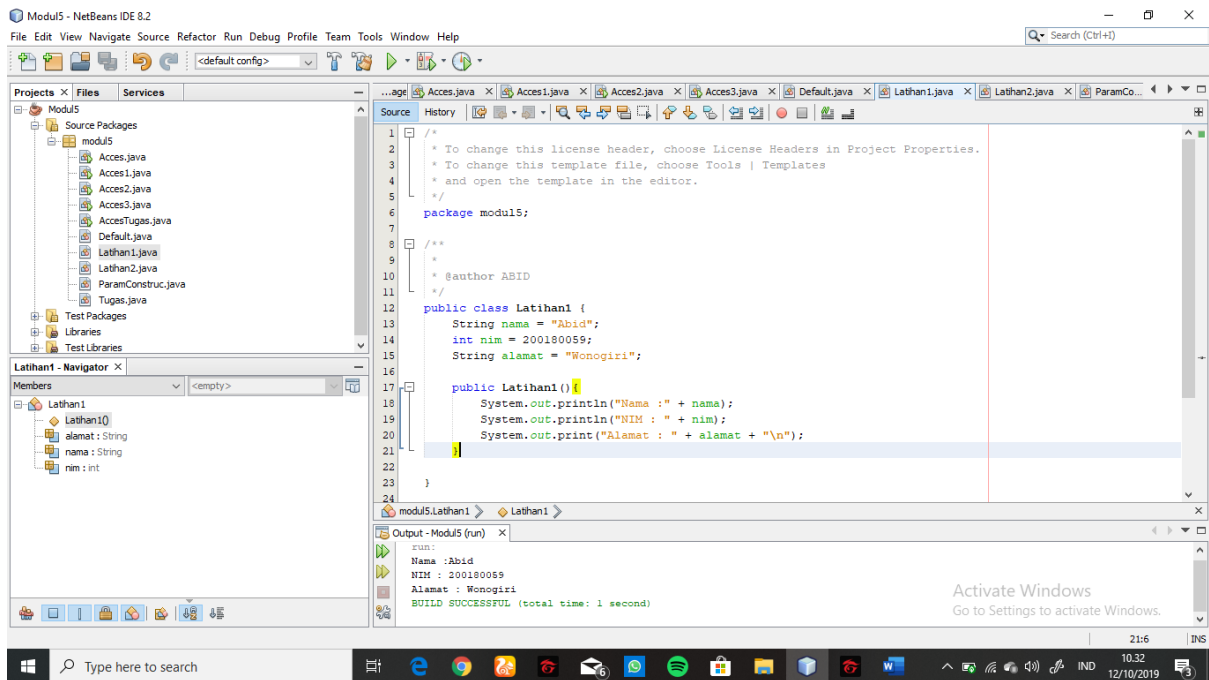 Modul5 - NetBeans IDE 8.2
File Edit View Navigate Source Refactor Run Debug Profile Team Tools Window Help
Search (Ctrl+I)
<default config>
Projects Files Services
Modul5
Source Packages
modul5
Acces.java
Acces1.java
Acces2.java
Acces3.java
AccesTugas.java
Default.java
Latihan1.java
Latihan2.java
ParamConstruc.java
Tugas.java
Test Packages
Libraries
Test Libraries
Latihan1 - Navigator
Members <empty>
Latihan1
Latihan1()
alamat : String
nama : String
nim : int
...age Acces.java Acces1.java Acces2.java Acces3.java Default.java Latihan1.java Latihan2.java ParamCo...
Source History
1 /*
2 * To change this license header, choose License Headers in Project Properties.
3 * To change this template file, choose Tools | Templates
4 * and open the template in the editor.
5 */
6 package modul5;
7
8 /**
9 *
10 * @author ABID
11 */
12 public class Latihan1 {
13 String nama = "Abid";
14 int nim = 200180059;
15 String alamat = "Wonogiri";
16
17 public Latihan1(){
18 System.out.println("Nama :" + nama);
19 System.out.println("NIM : " + nim);
20 System.out.print("Alamat : " + alamat + "\n");
21 }
22
23 }
24
modul5.Latihan1 Latihan1
Output - Modul5 (run)
run:
Nama :Abid
NIM : 200180059
Alamat : Wonogiri
BUILD SUCCESSFUL (total time: 1 second)
Activate Windows
Go to Settings to activate Windows.
21:6 INS
Type here to search
6
IND
10.32
12/10/2019
3